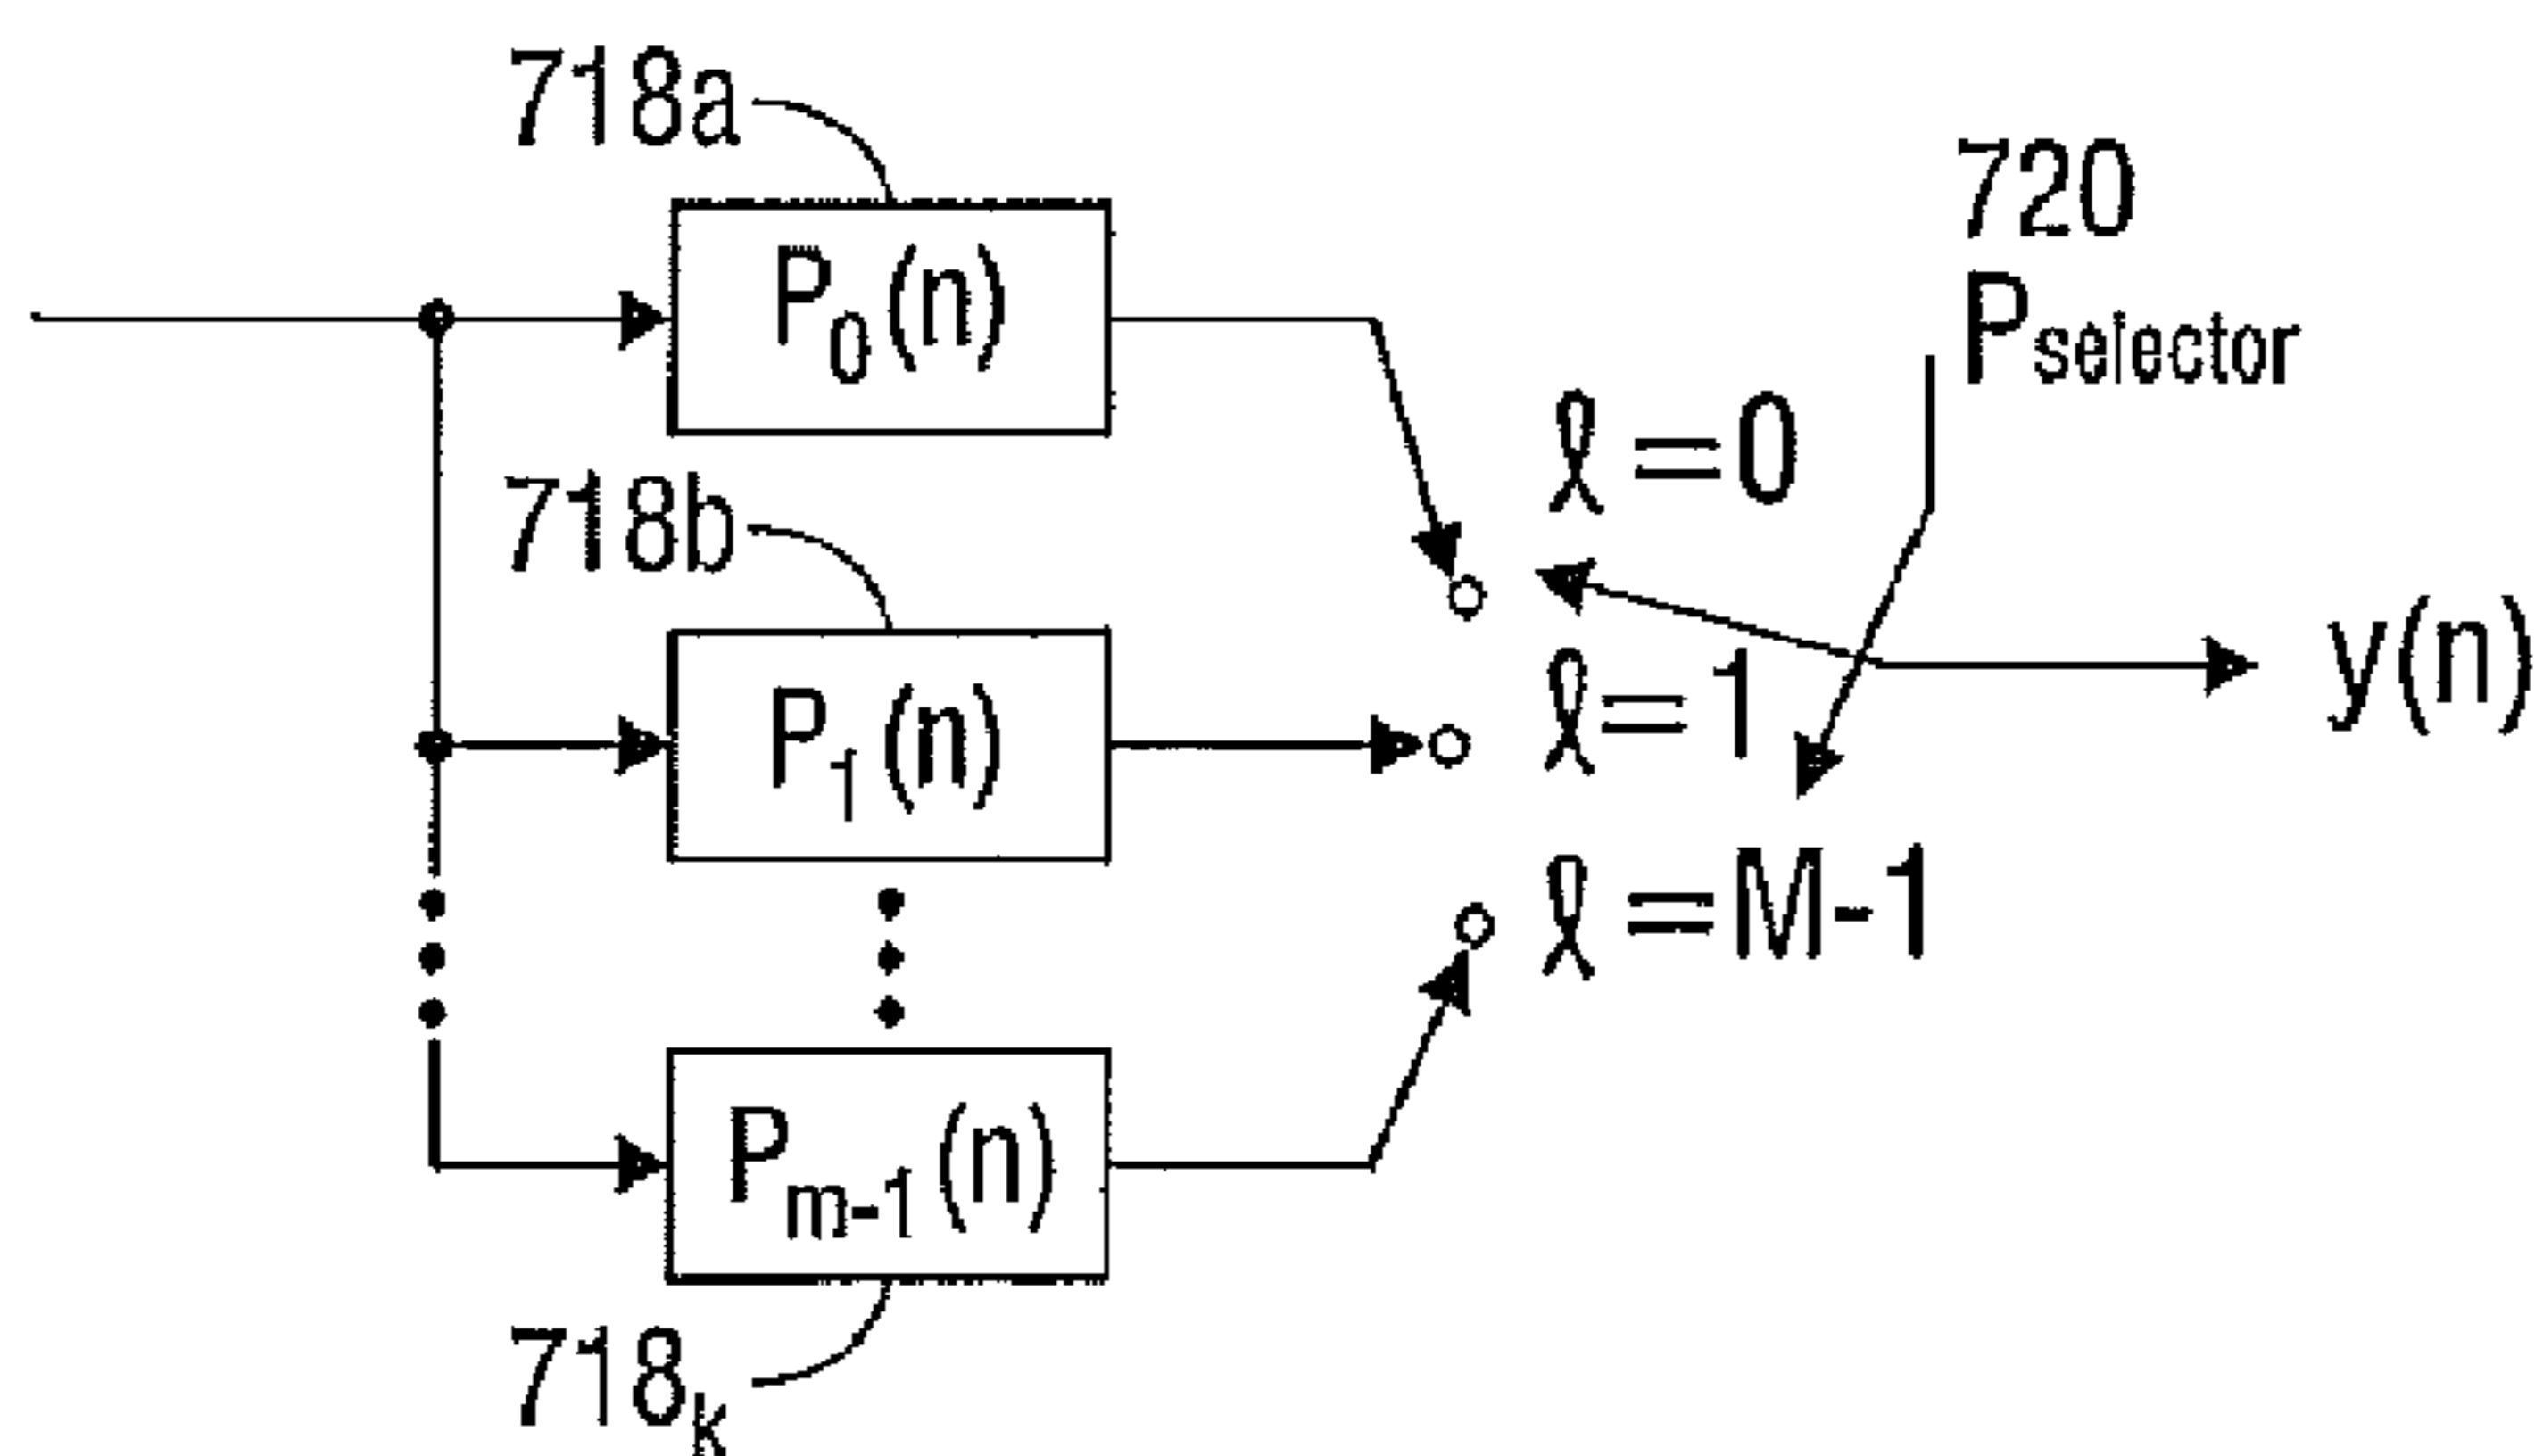 718a
P0(n)
720
Pselector
ℓ=0
718b
P1(n)
ℓ=1
y(n)
ℓ=M-1
Pm-1(n)
718k